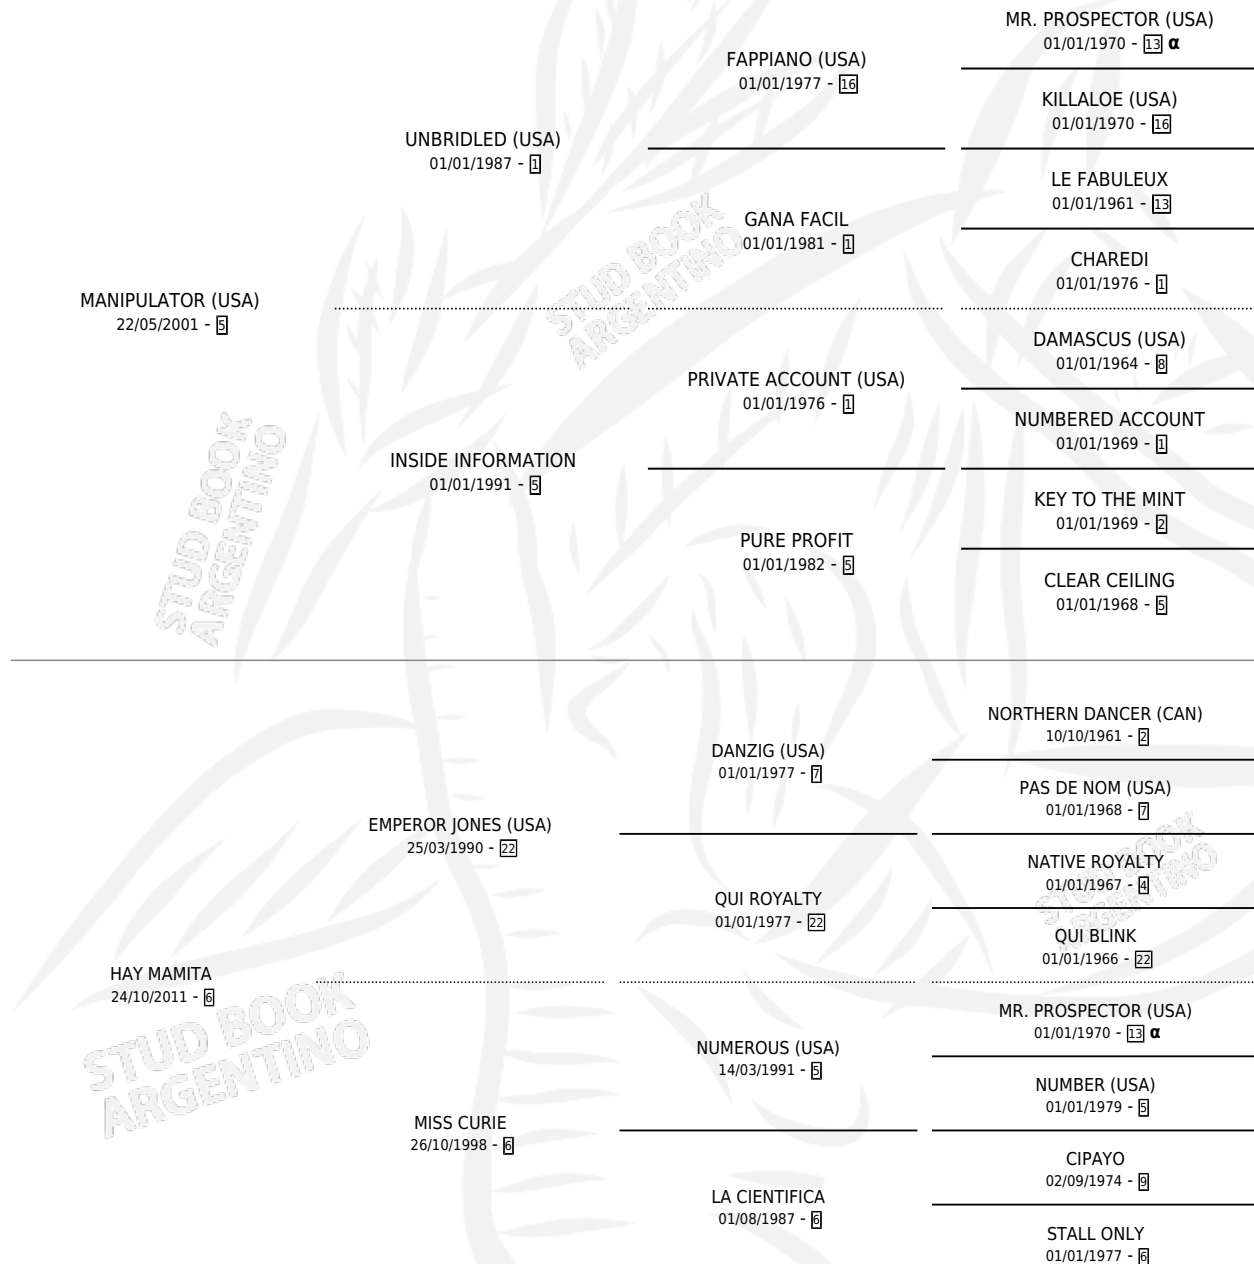 MR. PROSPECTOR (USA)
01/01/1970 - 13 α
FAPPIANO (USA)
01/01/1977 - 16
KILLALOE (USA)
01/01/1970 - 16
UNBRIDLED (USA)
01/01/1987 - 1
LE FABULEUX
01/01/1961 - 13
GANA FACIL
01/01/1981 - 1
CHAREDI
01/01/1976 - 1
MANIPULATOR (USA)
22/05/2001 - 5
DAMASCUS (USA)
01/01/1964 - 8
PRIVATE ACCOUNT (USA)
01/01/1976 - 1
NUMBERED ACCOUNT
01/01/1969 - 1
INSIDE INFORMATION
01/01/1991 - 5
KEY TO THE MINT
01/01/1969 - 2
PURE PROFIT
01/01/1982 - 5
CLEAR CEILING
01/01/1968 - 5
STUD BOOK
ARGENTINO
STUD BOOK
ARGENTINO
NORTHERN DANCER (CAN)
10/10/1961 - 2
DANZIG (USA)
01/01/1977 - 7
PAS DE NOM (USA)
01/01/1968 - 7
EMPEROR JONES (USA)
25/03/1990 - 22
NATIVE ROYALTY
01/01/1967 - 4
QUI ROYALTY
01/01/1977 - 22
QUI BLINK
01/01/1966 - 22
STUD BOOK
ARGENTINO
HAY MAMITA
24/10/2011 - 6
MR. PROSPECTOR (USA)
01/01/1970 - 13 α
NUMEROUS (USA)
14/03/1991 - 5
NUMBER (USA)
01/01/1979 - 5
MISS CURIE
26/10/1998 - 6
CIPAYO
02/09/1974 - 9
LA CIENTIFICA
01/08/1987 - 6
STALL ONLY
01/01/1977 - 6
STUD BOOK
ARGENTINO